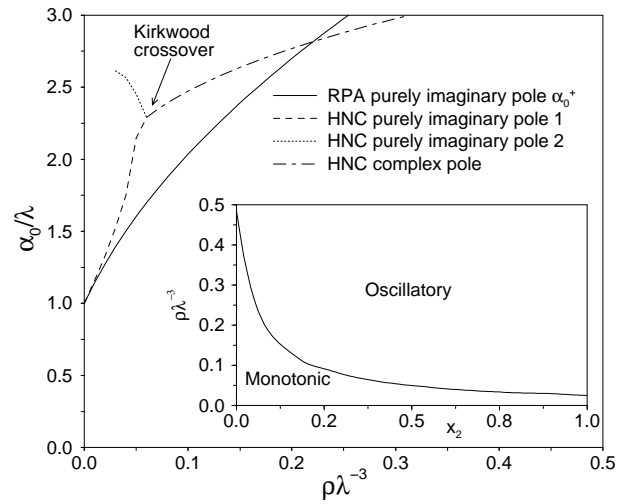 3.0
2.5
2.0
1.5
1.0
0.5
0.0
α₀/λ
Kirkwood
crossover
RPA purely imaginary pole α₀⁺
HNC purely imaginary pole 1
HNC purely imaginary pole 2
HNC complex pole
0.5
0.4
0.3
0.2
0.1
0.0
ρλ⁻³
Oscillatory
Monotonic
0.0 0.2 0.2 0.8 1.0
x₂
0.0 0.1 0.2 0.3 0.4 0.5
ρλ⁻³